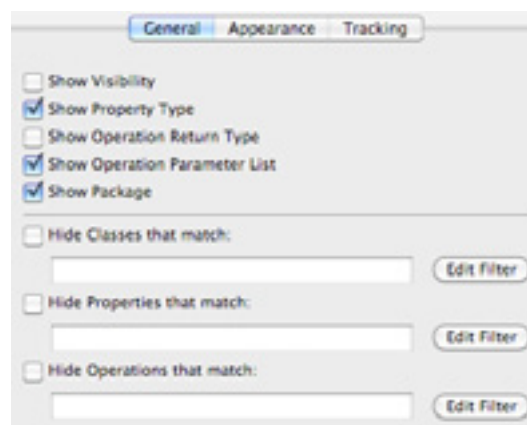 General Appearance Tracking
Show Visibility
Show Property Type
Show Operation Return Type
Show Operation Parameter List
Show Package
Hide Classes that match:
Edit Filter
Hide Properties that match:
Edit Filter
Hide Operations that match:
Edit Filter